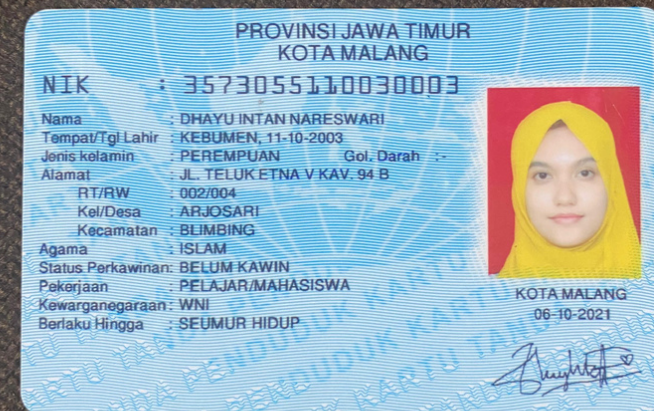 PROVINSI JAWA TIMUR
KOTA MALANG
NIK : 3573055110030003
Nama : DHAYU INTAN NARESWARI
Tempat/Tgl Lahir : KEBUMEN, 11-10-2003
Jenis kelamin : PEREMPUAN Gol. Darah :-
Alamat : JL. TELUK ETNA V KAV. 94 B
RT/RW : 002/004
Kel/Desa : ARJOSARI
Kecamatan : BLIMBING
Agama : ISLAM
Status Perkawinan: BELUM KAWIN
Pekerjaan : PELAJAR/MAHASISWA
Kewarganegaraan: WNI
Berlaku Hingga : SEUMUR HIDUP
KOTA MALANG
06-10-2021